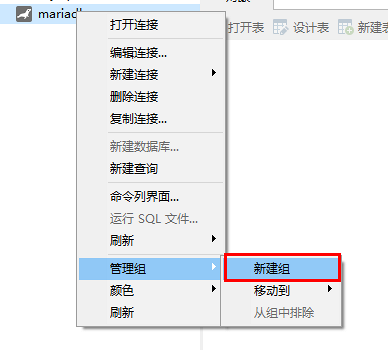 mariadb
打开表 设计表 新建表
打开连接
编辑连接...
新建连接
删除连接
复制连接...
新建数据库...
新建查询
命令列界面...
运行 SQL 文件...
刷新
管理组
新建组
颜色
移动到
刷新
从组中排除